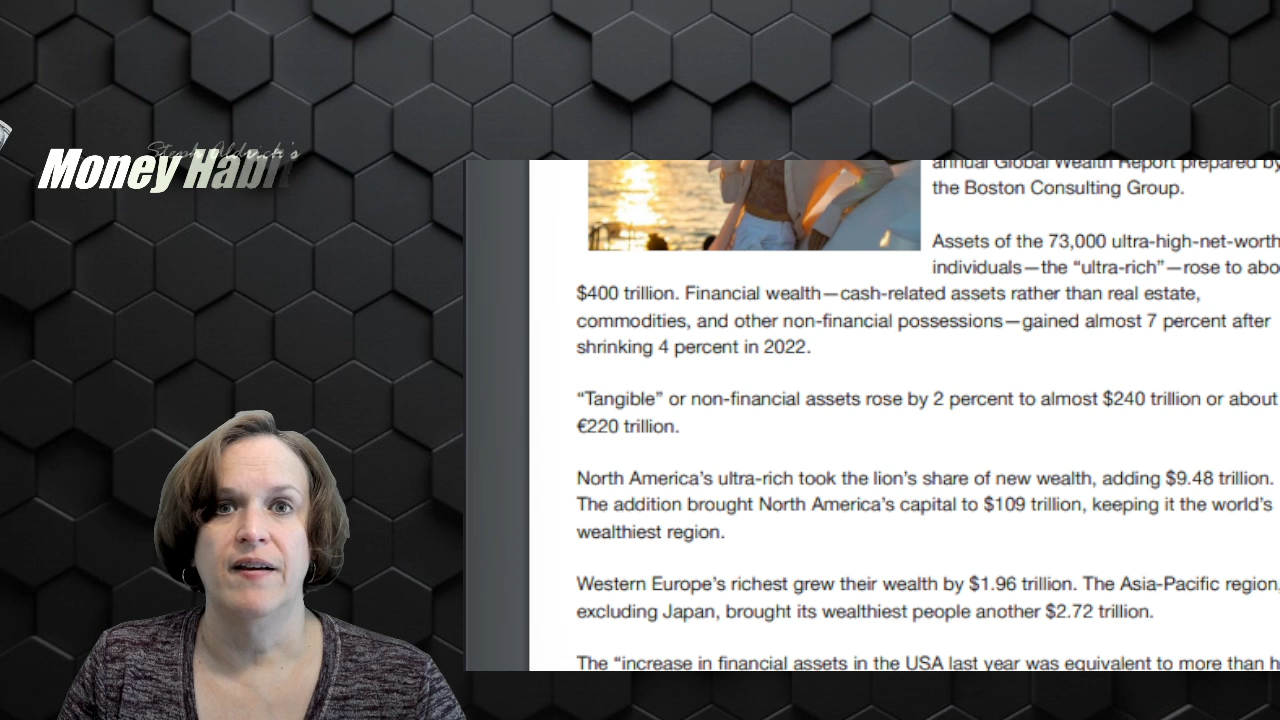 Steph Aldrich's
Money Habi
annual Global Wealth Report prepared by
the Boston Consulting Group.
Assets of the 73,000 ultra-high-net-worth
individuals—the “ultra-rich”—rose to abo
$400 trillion. Financial wealth—cash-related assets rather than real estate,
commodities, and other non-financial possessions—gained almost 7 percent after
shrinking 4 percent in 2022.
“Tangible” or non-financial assets rose by 2 percent to almost $240 trillion or about
€220 trillion.
North America’s ultra-rich took the lion’s share of new wealth, adding $9.48 trillion.
The addition brought North America’s capital to $109 trillion, keeping it the world’s
wealthiest region.
Western Europe’s richest grew their wealth by $1.96 trillion. The Asia-Pacific region,
excluding Japan, brought its wealthiest people another $2.72 trillion.
The “increase in financial assets in the USA last year was equivalent to more than h